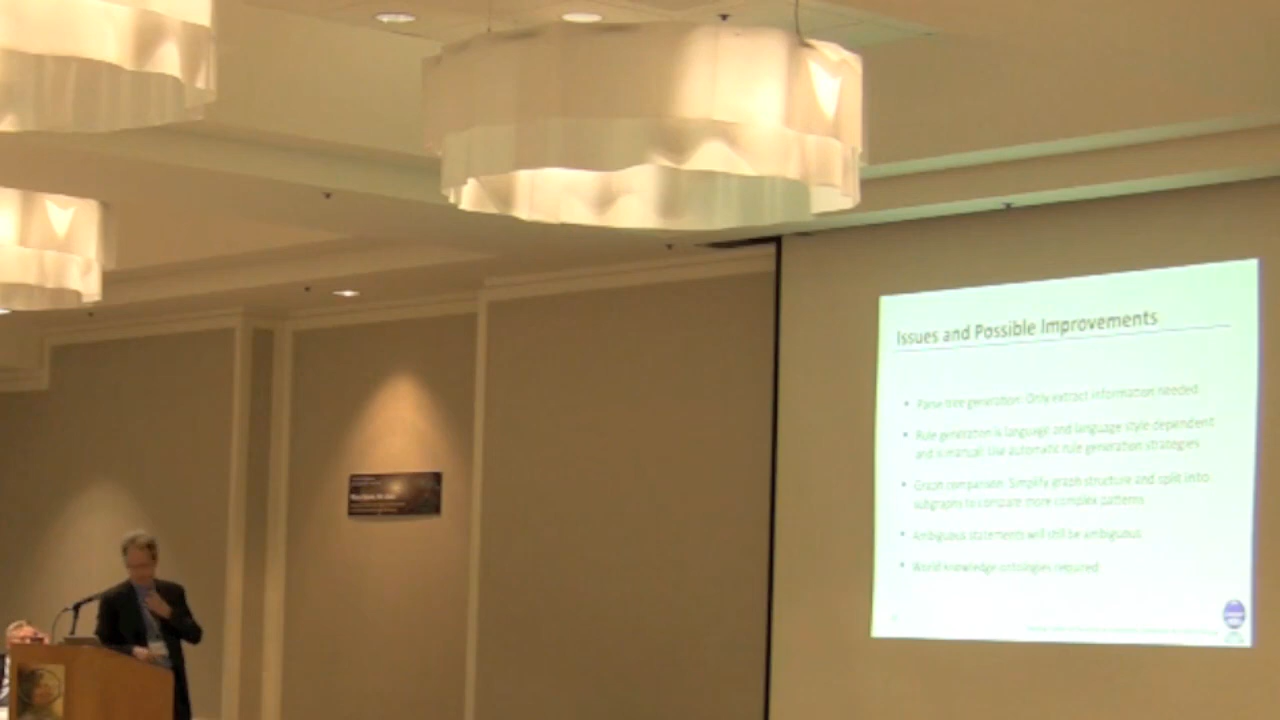 Issues and Possible Improvements
Parse tree generation: Only extract information needed
Rule generation is language and language style dependent
and is manual: Use automatic rule generation strategies
Graph comparison: Simplify graph structure and split into
subgraphs to compare more complex patterns
Ambiguous statements will still be ambiguous
World knowledge ontologies required